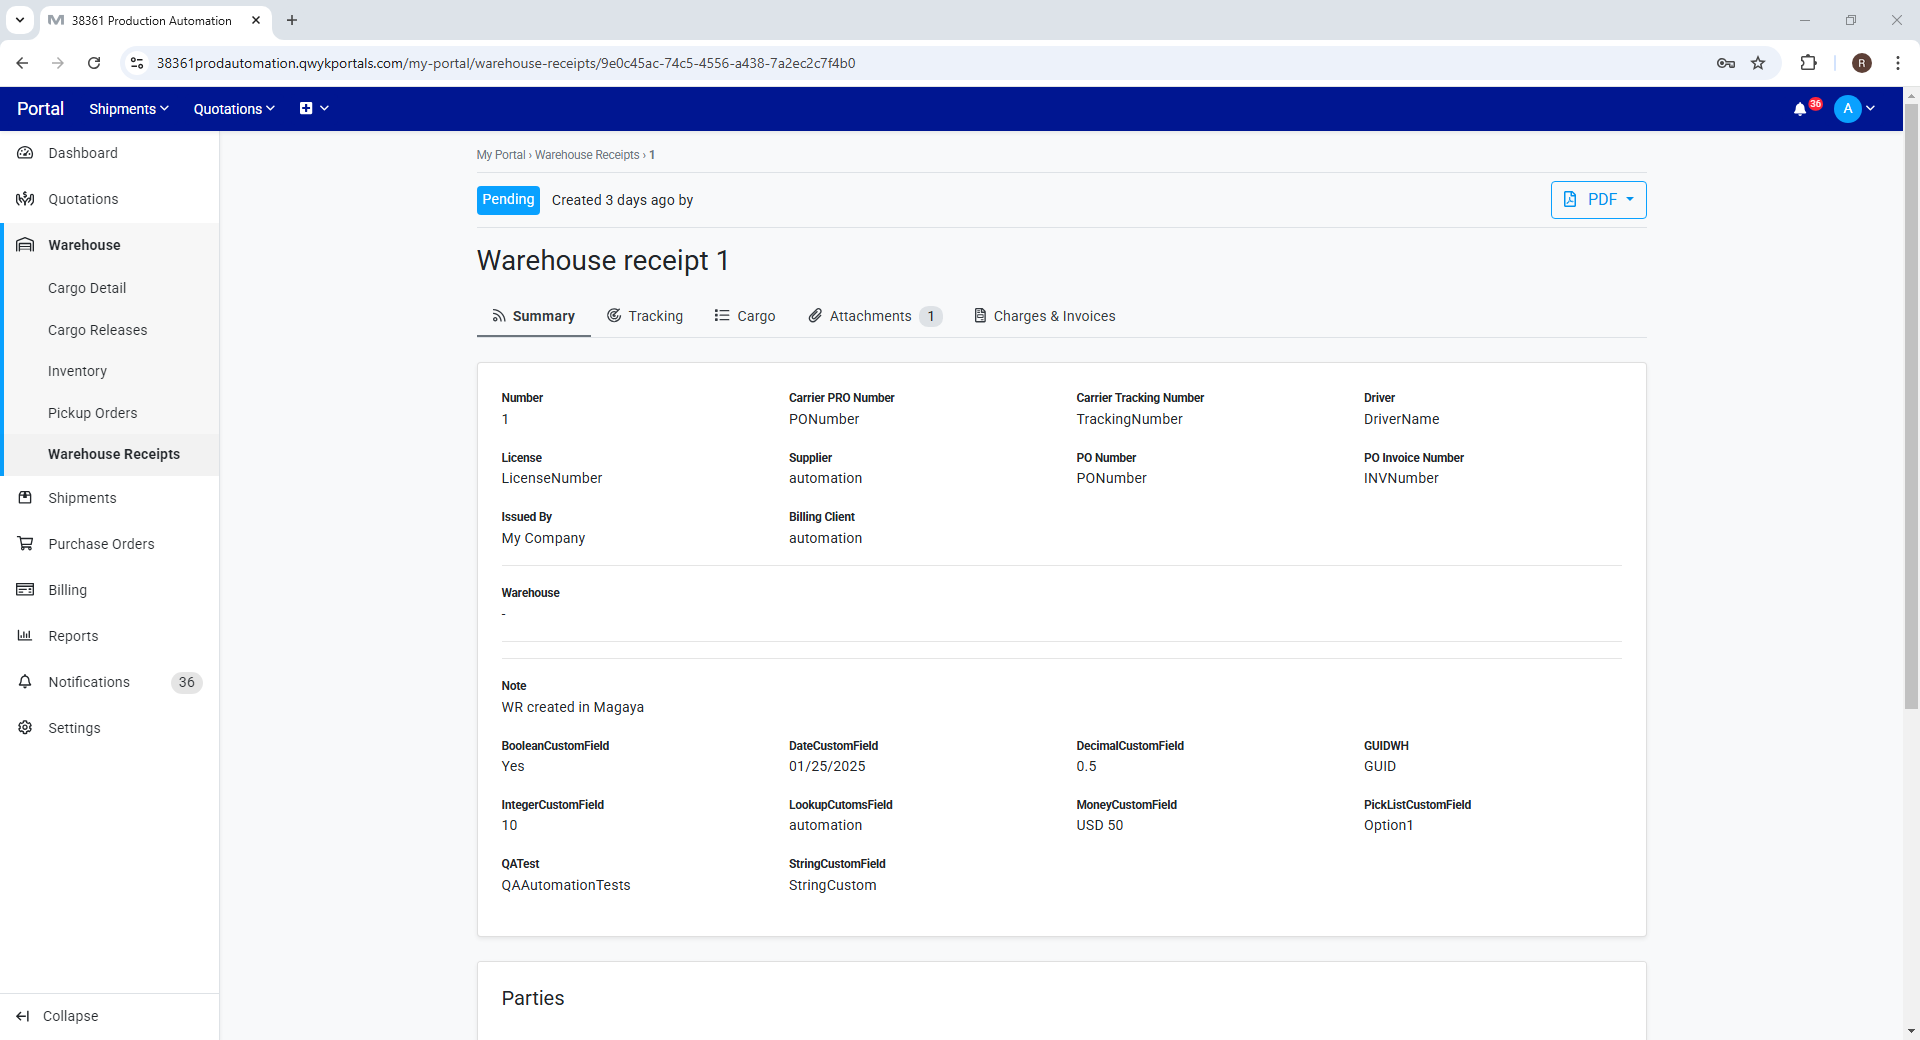 38361 Production Automation
38361prodautomation.qwykportals.com/my-portal/warehouse-receipts/9e0c45ac-74c5-4556-a438-7a2ec2c7f4b0
R
Portal
Shipments
Quotations
36
A
Dashboard
Quotations
Warehouse
Cargo Detail
Cargo Releases
Inventory
Pickup Orders
Warehouse Receipts
Shipments
Purchase Orders
Billing
Reports
Notifications 36
Settings
Collapse
My Portal › Warehouse Receipts › 1
Pending Created 3 days ago by
PDF
Warehouse receipt 1
Summary Tracking Cargo Attachments 1 Charges & Invoices
Number Carrier PRO Number Carrier Tracking Number Driver
1 PONumber TrackingNumber DriverName
License Supplier PO Number PO Invoice Number
LicenseNumber automation PONumber INVNumber
Issued By Billing Client
My Company automation
Warehouse
-
Note
WR created in Magaya
BooleanCustomField DateCustomField DecimalCustomField GUIDWH
Yes 01/25/2025 0.5 GUID
IntegerCustomField LookupCutomsField MoneyCustomField PickListCustomField
10 automation USD 50 Option1
QATest StringCustomField
QAAutomationTests StringCustom
Parties